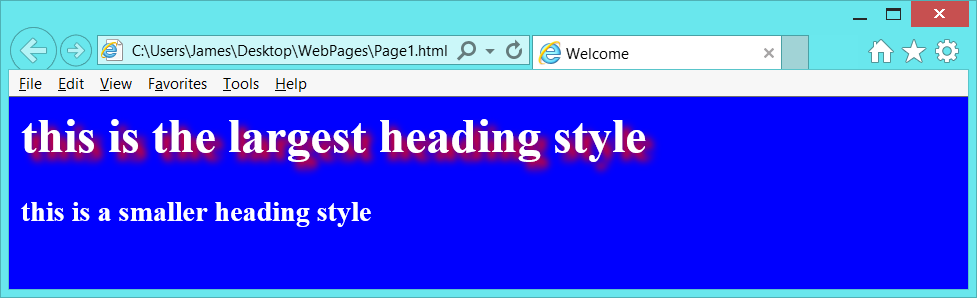 C:\Users\James\Desktop\WebPages\Page1.html
Welcome
File Edit View Favorites Tools Help
this is the largest heading style
this is a smaller heading style